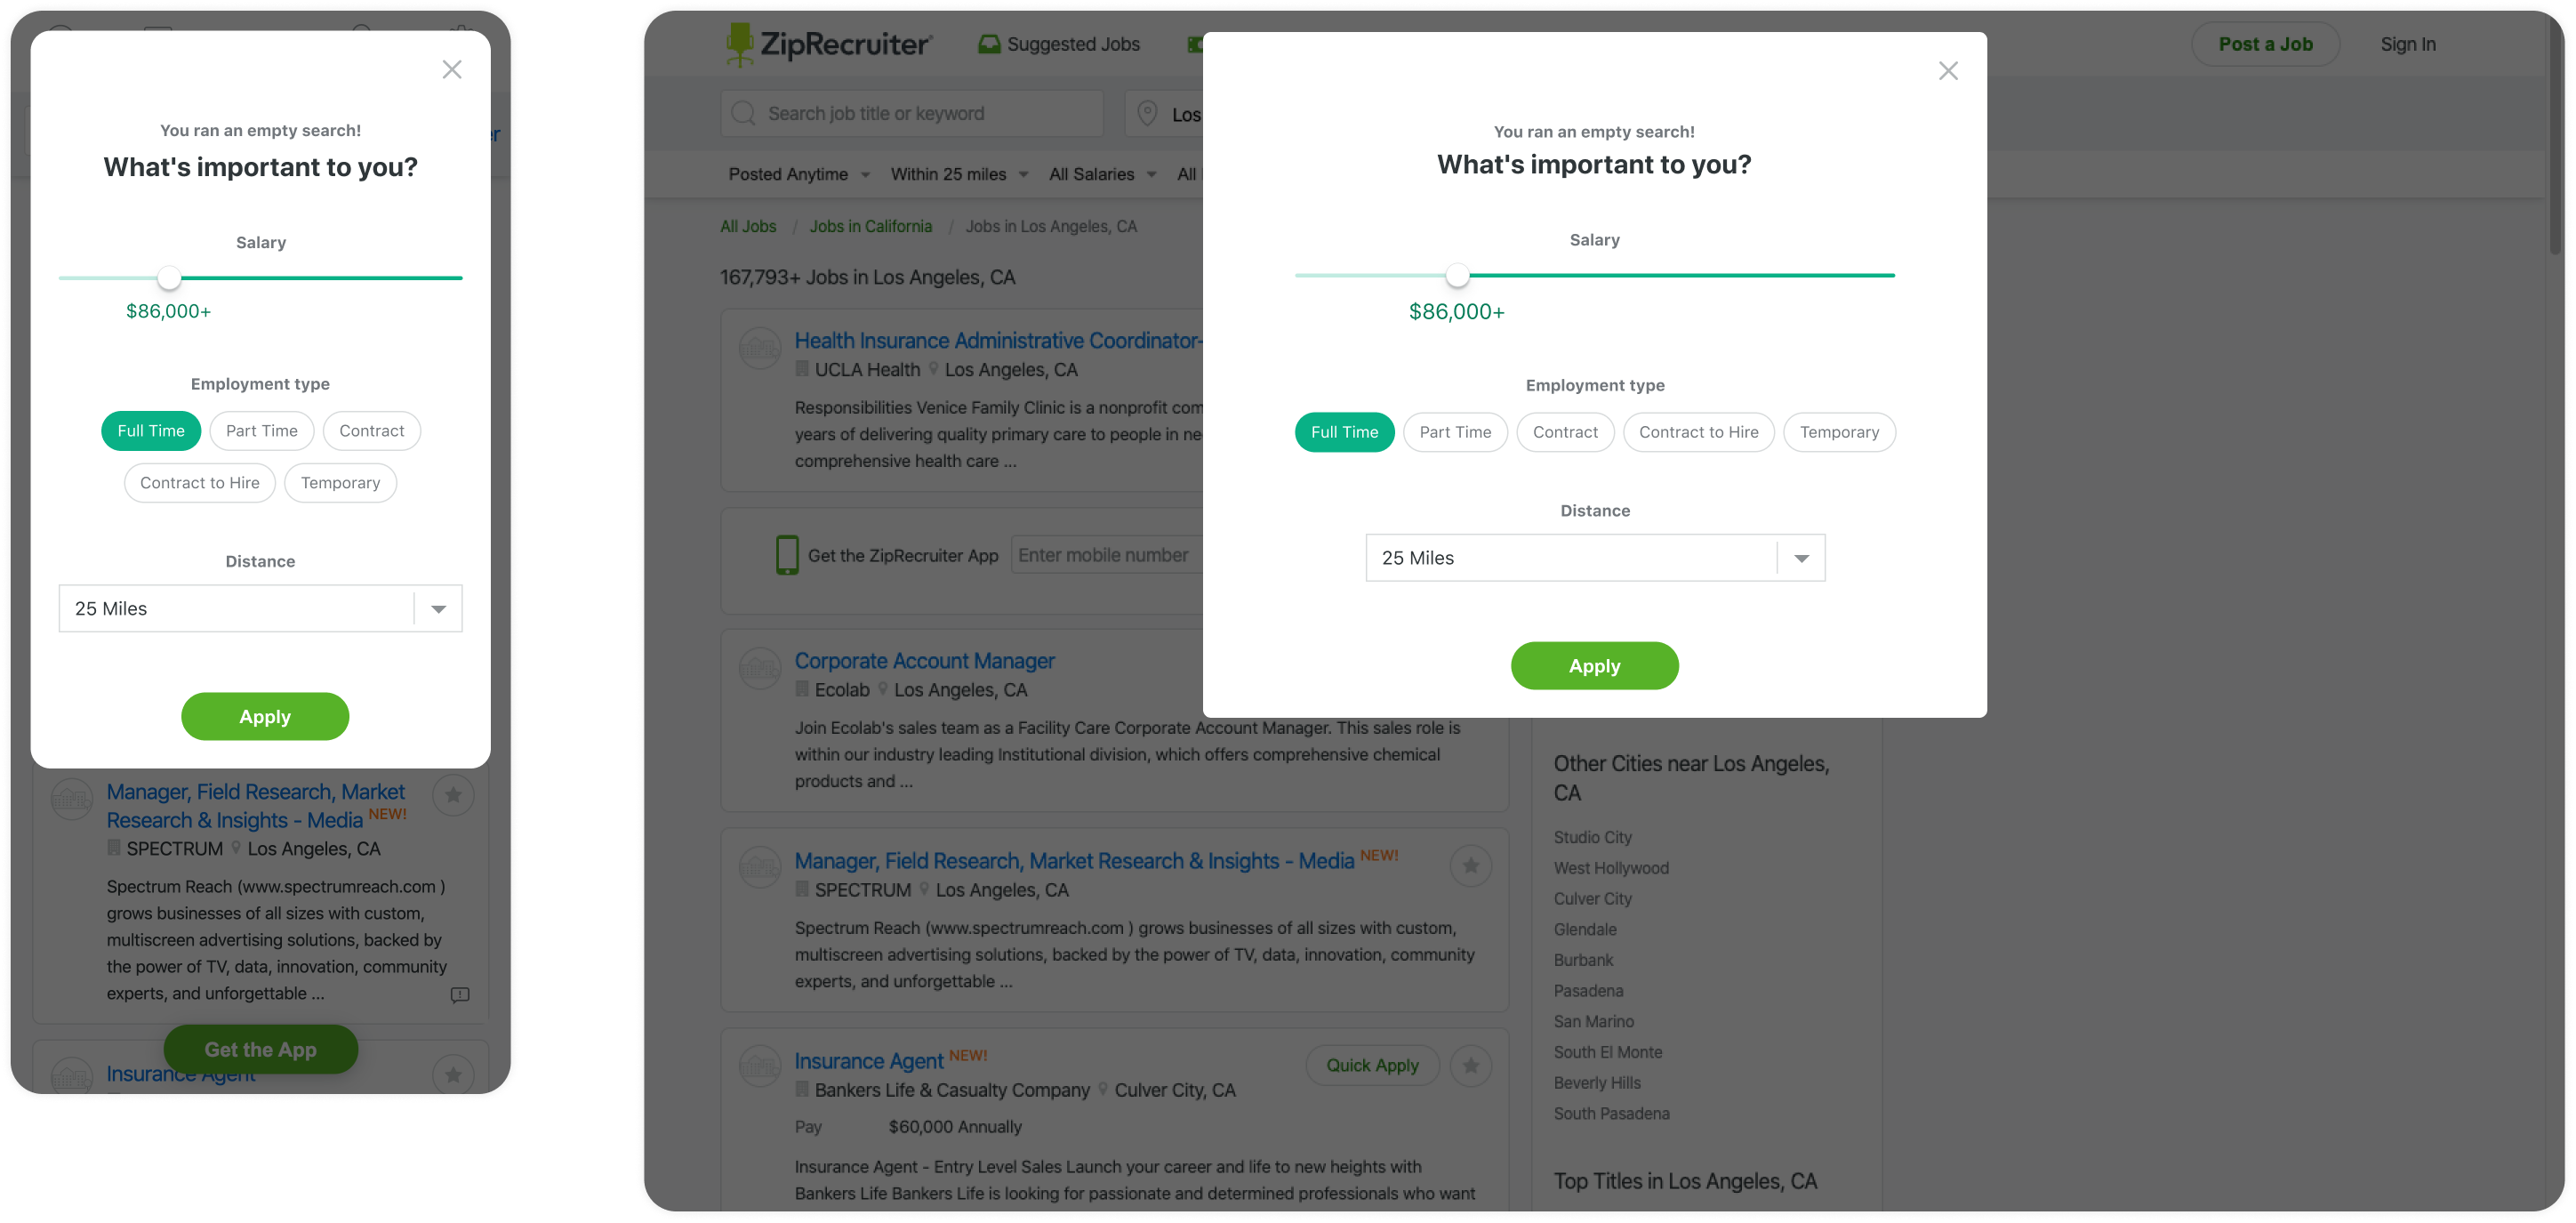 er
You ran an empty search!
What's important to you?
Salary
$86,000+
Employment type
Full Time Part Time Contract
Contract to Hire Temporary
Distance
25 Miles
Apply
Manager, Field Research, Market
Research & Insights - Media NEW!
SPECTRUM Los Angeles, CA
Spectrum Reach (www.spectrumreach.com )
grows businesses of all sizes with custom,
multiscreen advertising solutions, backed by
the power of TV, data, innovation, community
experts, and unforgettable ...
Get the App
Insurance Agent
ZipRecruiter Suggested Jobs Post a Job Sign In
Search job title or keyword Los
Posted Anytime Within 25 miles All Salaries All
All Jobs / Jobs in California / Jobs in Los Angeles, CA
167,793+ Jobs in Los Angeles, CA
Health Insurance Administrative Coordinator-
UCLA Health Los Angeles, CA
Responsibilities Venice Family Clinic is a nonprofit com
years of delivering quality primary care to people in ne
comprehensive health care ...
Get the ZipRecruiter App Enter mobile number
Corporate Account Manager
Ecolab Los Angeles, CA
Join Ecolab's sales team as a Facility Care Corporate Account Manager. This sales role is
within our industry leading Institutional division, which offers comprehensive chemical
products and ...
Manager, Field Research, Market Research & Insights - Media NEW!
SPECTRUM Los Angeles, CA
Spectrum Reach (www.spectrumreach.com ) grows businesses of all sizes with custom,
multiscreen advertising solutions, backed by the power of TV, data, innovation, community
experts, and unforgettable ...
Insurance Agent NEW! Quick Apply
Bankers Life & Casualty Company Culver City, CA
Pay $60,000 Annually
Insurance Agent - Entry Level Sales Launch your career and life to new heights with
Bankers Life Bankers Life is looking for passionate and determined professionals who want
You ran an empty search!
What's important to you?
Salary
$86,000+
Employment type
Full Time Part Time Contract Contract to Hire Temporary
Distance
25 Miles
Apply
Other Cities near Los Angeles,
CA
Studio City
West Hollywood
Culver City
Glendale
Burbank
Pasadena
San Marino
South El Monte
Beverly Hills
South Pasadena
Top Titles in Los Angeles, CA